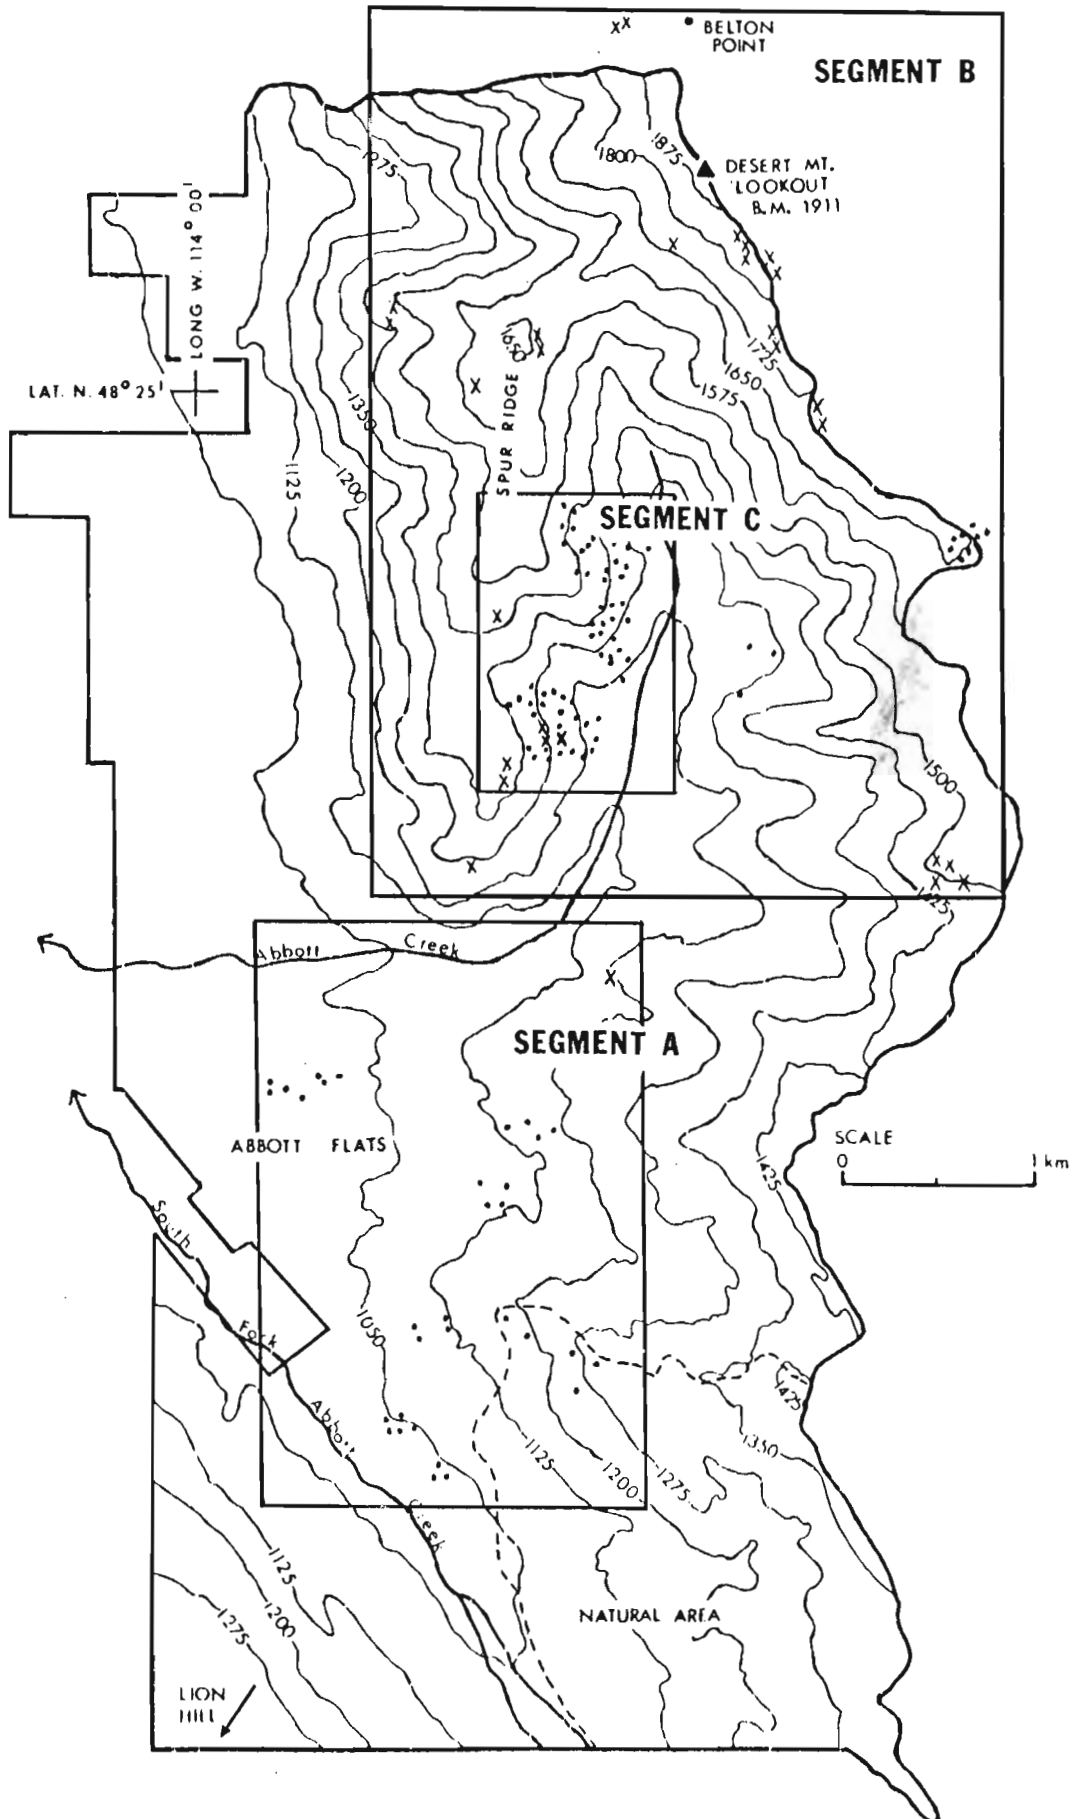 BELTON
POINT
SEGMENT B
1275
1800
1875
DESERT MT.
LOOKOUT
B.M. 1911
LONG W. 114° 00'
LAT. N. 48° 25'
1650
1725
1650
1575
1350
SPUR RIDGE
1125
1200
SEGMENT C
1500
1425
Abbott Creek
SEGMENT A
ABBOTT FLATS
SCALE
0 1 km
1425
South Fork Abbott Creek
1050
1425
1350
1125
1200
1275
1125
1200
1275
NATURAL AREA
LION
HILL